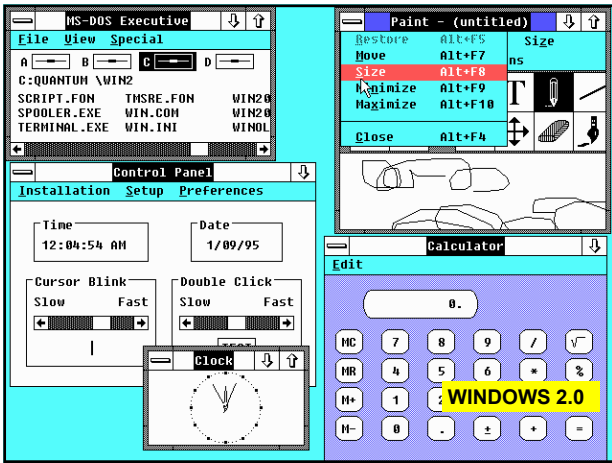 MS-DOS Executive
File View Special
A B C D
C:QUANTUM \WIN2
SCRIPT.FON TMSRE.FON WIN20
SPOOLER.EXE WIN.COM WIN20
TERMINAL.EXE WIN.INI WINOL
Paint - (untitled)
Restore Alt+F5
Move Alt+F7
Size Alt+F8
Minimize Alt+F9
Maximize Alt+F10
Close Alt+F4
Size
ns
T
Control Panel
Installation Setup Preferences
Time
12:04:54 AM
Date
1/09/95
Cursor Blink
Slow Fast
Double Click
Slow Fast
Clock
Calculator
Edit
0.
MC 7 8 9 / √
MR 4 5 6 * %
M+ 1 2
M- 0 . ± + =
WINDOWS 2.0